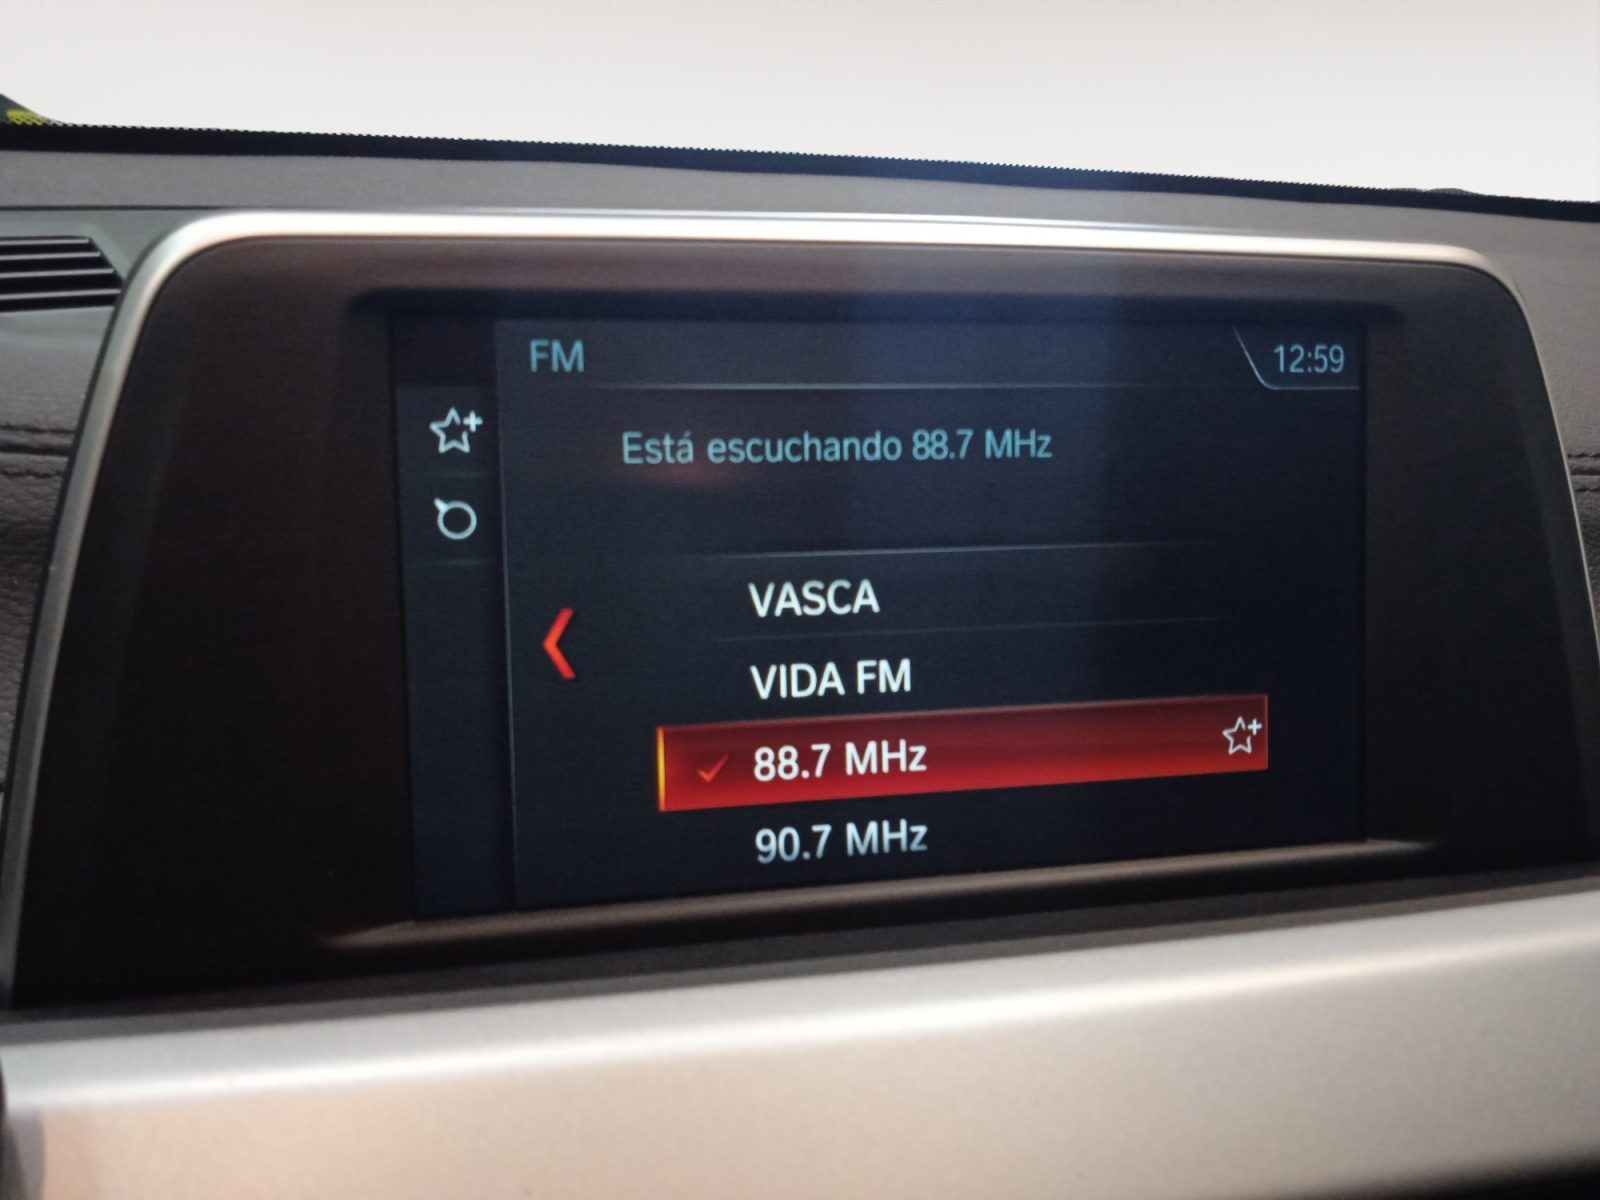 FM
12:59
Está escuchando 88.7 MHz
VASCA
VIDA FM
88.7 MHz
90.7 MHz